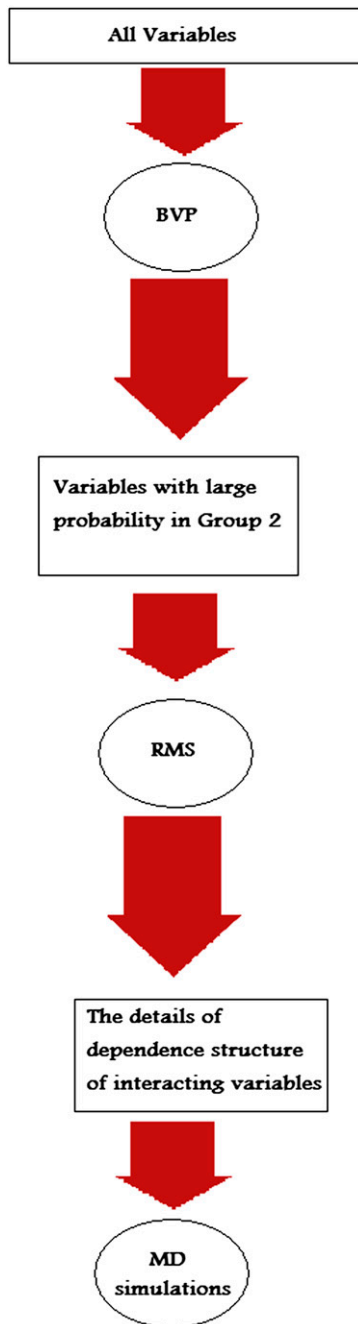 All Variables
BVP
Variables with large
probability in Group 2
RMS
The details of
dependence structure
of interacting variables
MD
simulations